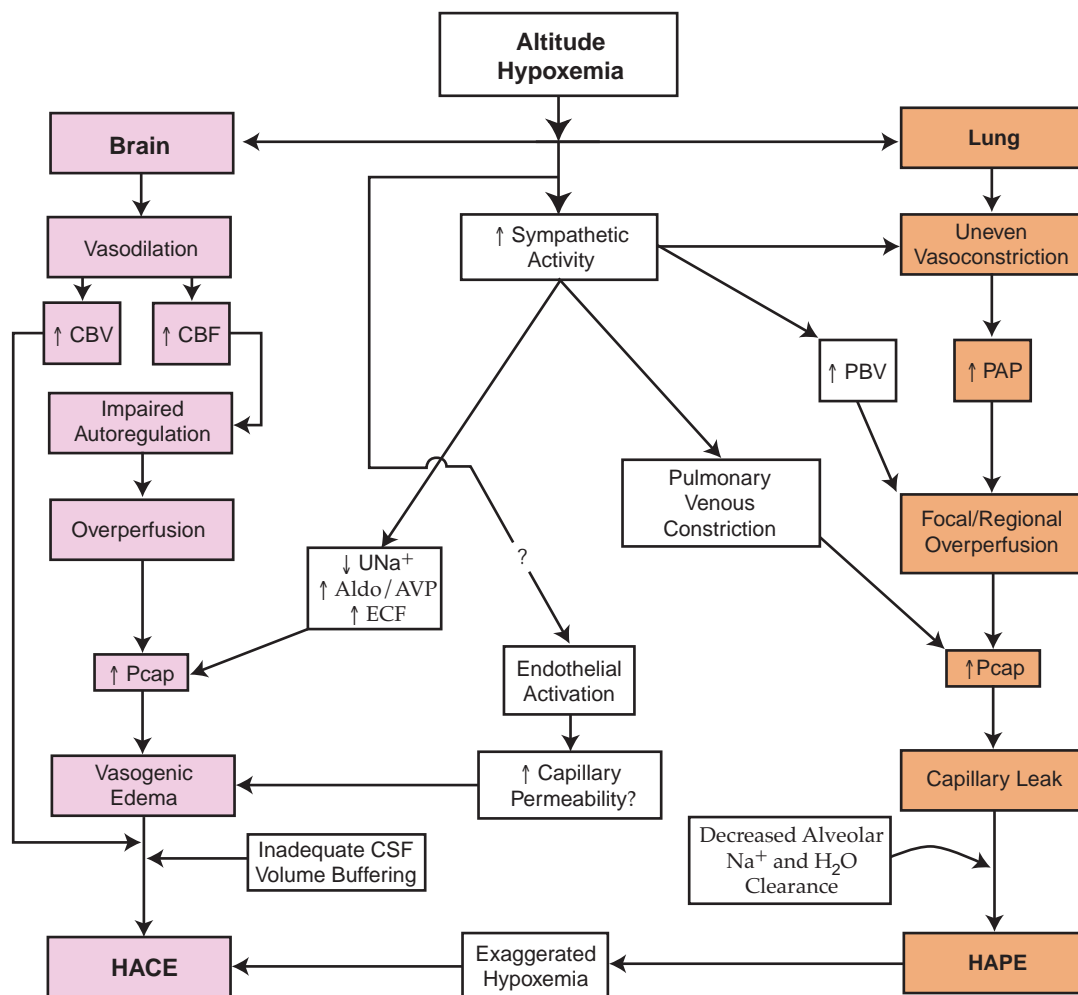 Altitude
Hypoxemia
Brain
Lung
Vasodilation
↑ Sympathetic
Activity
Uneven
Vasoconstriction
↑ CBV
↑ CBF
↑ PBV
↑ PAP
Impaired
Autoregulation
Pulmonary
Venous
Constriction
Overperfusion
Focal/Regional
Overperfusion
↓ UNa⁺
↑ Aldo/AVP
↑ ECF
?
↑ Pcap
Endothelial
Activation
↑Pcap
Vasogenic
Edema
↑ Capillary
Permeability?
Capillary Leak
Inadequate CSF
Volume Buffering
Decreased Alveolar
Na⁺ and H₂O
Clearance
HACE
Exaggerated
Hypoxemia
HAPE